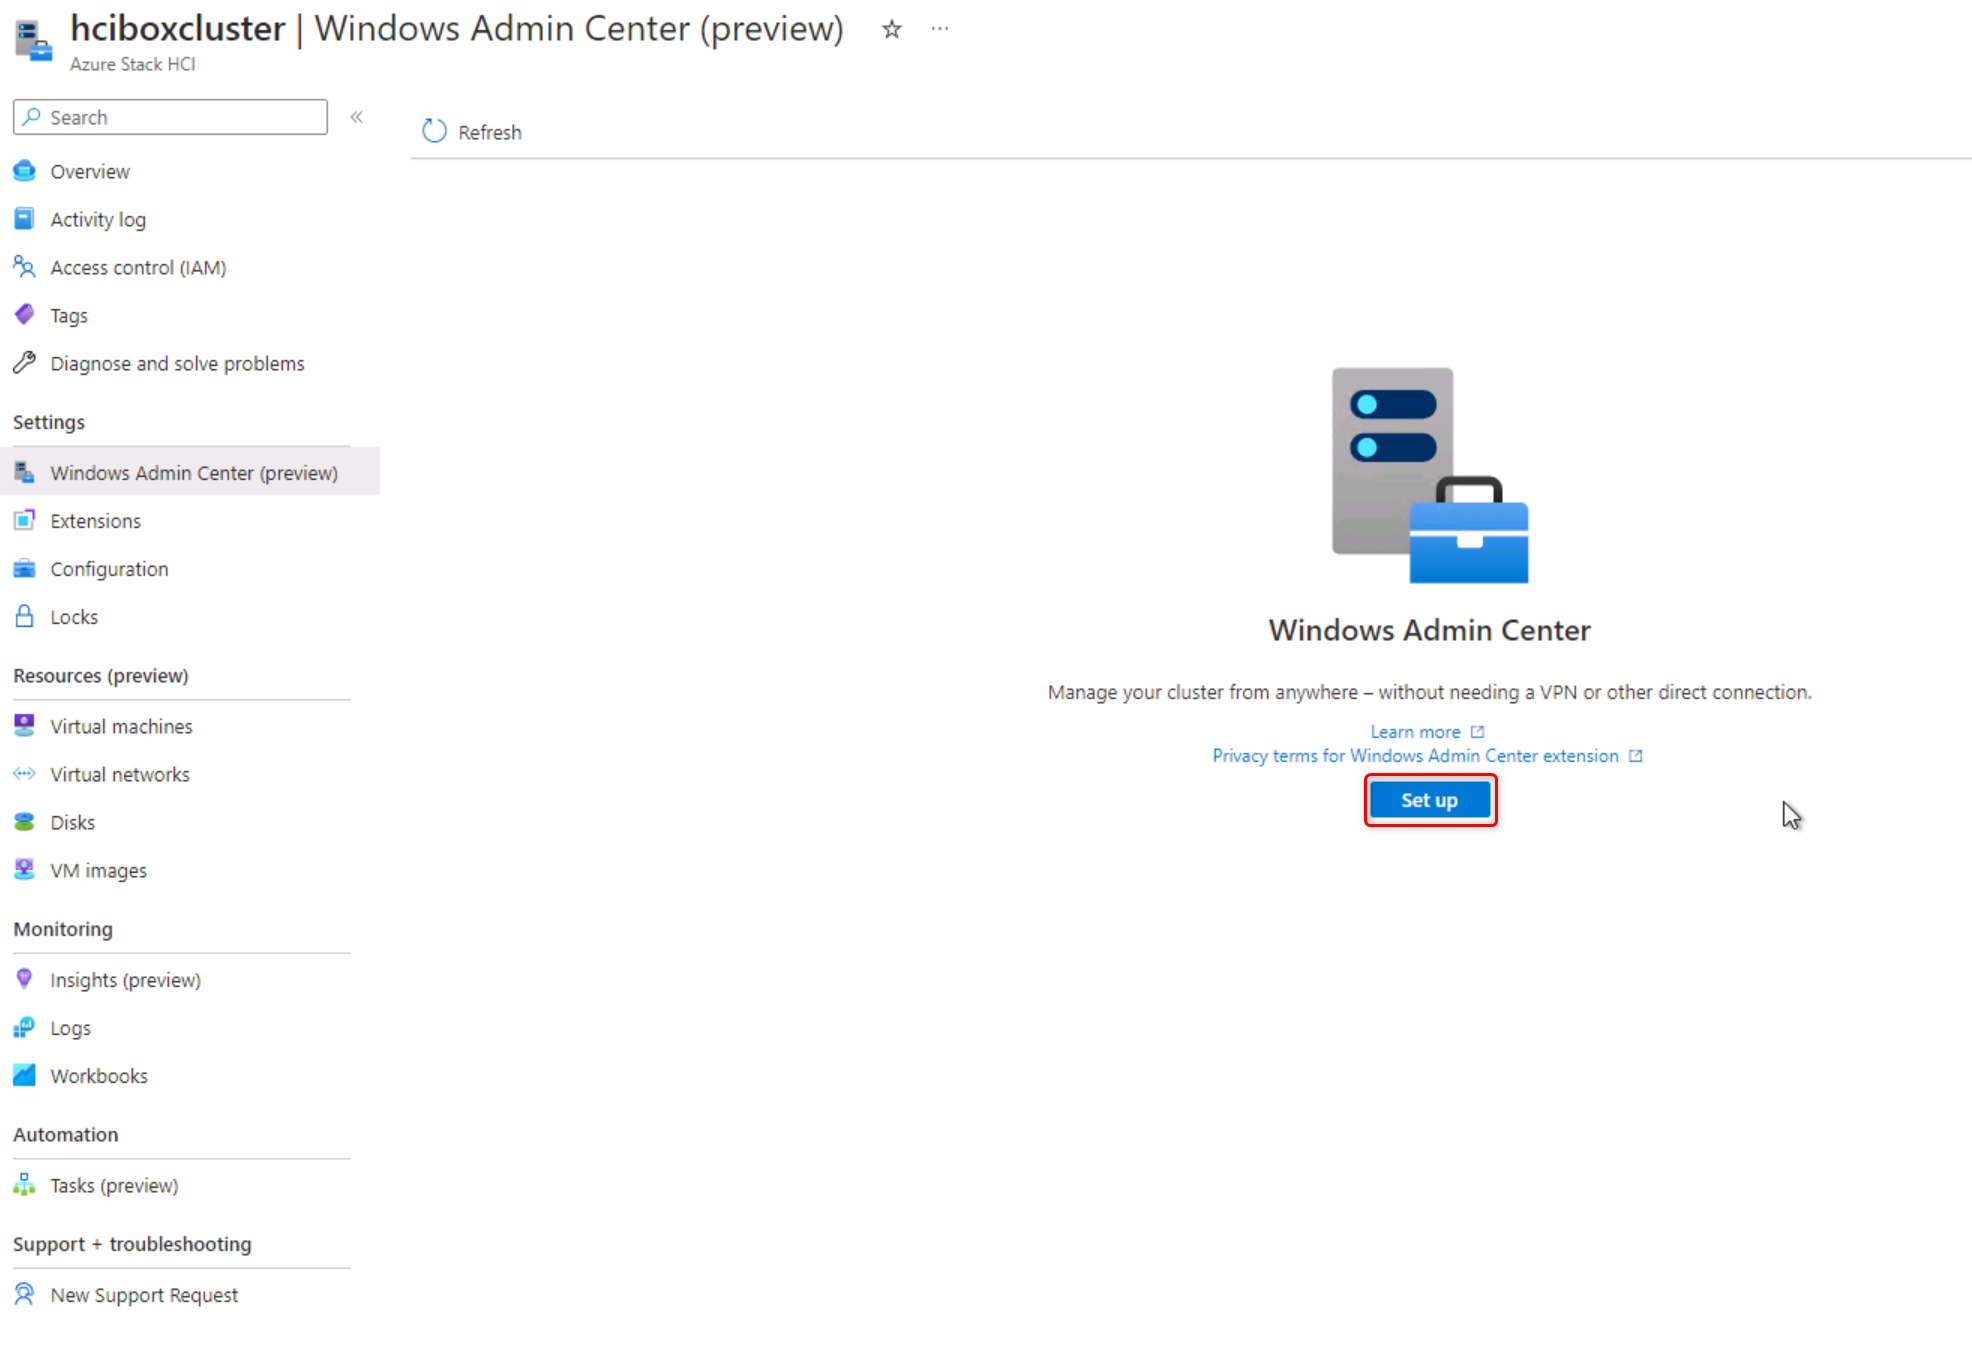 hciboxcluster | Windows Admin Center (preview)
Azure Stack HCI
Search
Refresh
Overview
Activity log
Access control (IAM)
Tags
Diagnose and solve problems
Settings
Windows Admin Center (preview)
Extensions
Configuration
Locks
Resources (preview)
Virtual machines
Virtual networks
Disks
VM images
Monitoring
Insights (preview)
Logs
Workbooks
Automation
Tasks (preview)
Support + troubleshooting
New Support Request
Windows Admin Center
Manage your cluster from anywhere – without needing a VPN or other direct connection.
Learn more
Privacy terms for Windows Admin Center extension
Set up